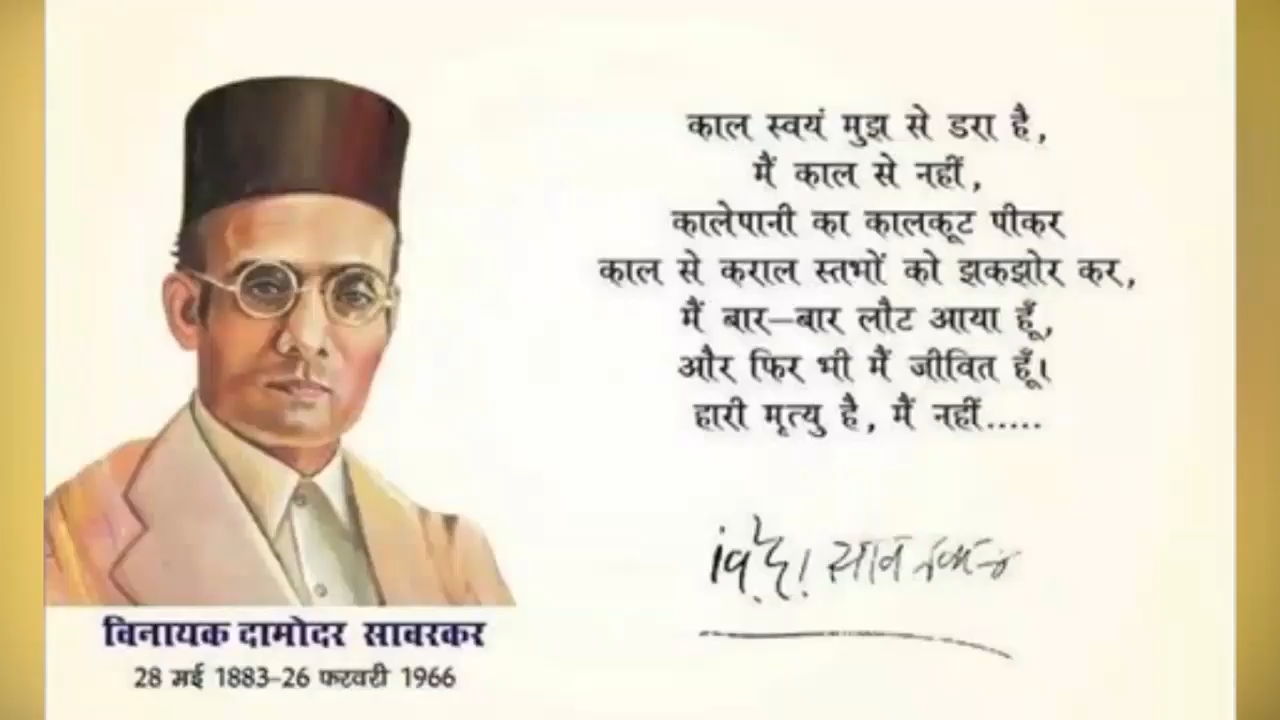 काल स्वयं मुझ से डरा है,
मैं काल से नहीं,
कालेपानी का कालकूट पीकर
काल से कराल स्तभों को झकझोर कर,
मैं बार–बार लौट आया हूँ,
और फिर भी मैं जीवित हूँ।
हारी मृत्यु है, मैं नहीं.....
विनायक दामोदर सावरकर
28 मई 1883-26 फरवरी 1966